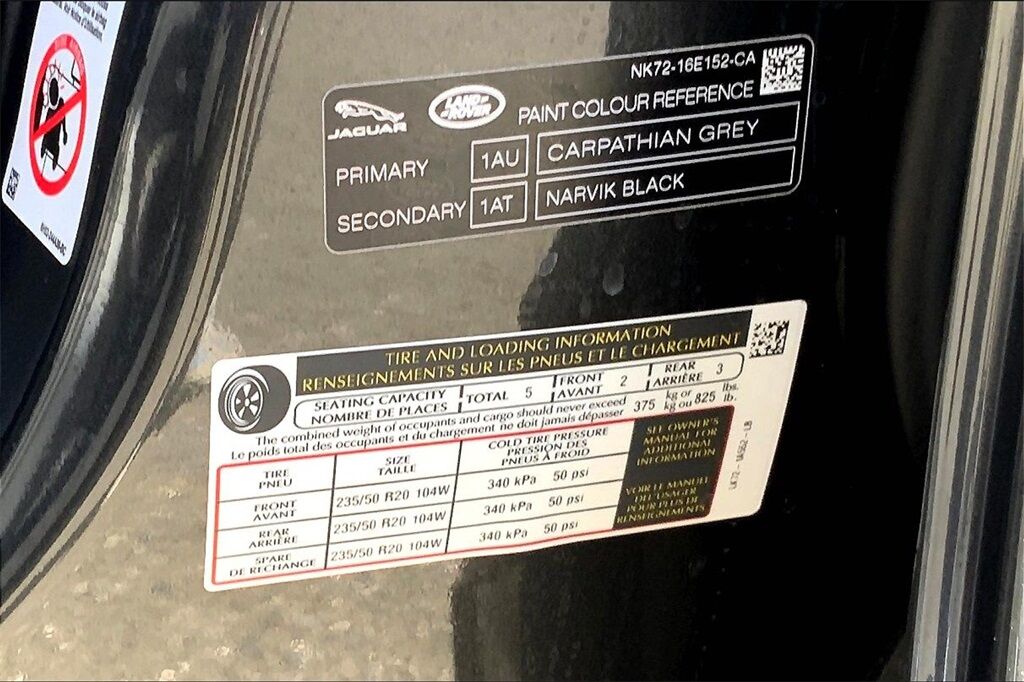 NK72-16E152-CA
JAGUAR
LAND ROVER
PAINT COLOUR REFERENCE
PRIMARY 1AU CARPATHIAN GREY
SECONDARY 1AT NARVIK BLACK
TIRE AND LOADING INFORMATION
RENSEIGNEMENTS SUR LES PNEUS ET LE CHARGEMENT
SEATING CAPACITY
NOMBRE DE PLACES
TOTAL 5
FRONT
AVANT
2
REAR
ARRIÈRE
3
The combined weight of occupants and cargo should never exceed
Le poids total des occupants et du chargement ne doit jamais dépasser
375
kg or
kg ou
825
lbs.
lb.
TIRE
PNEU
SIZE
TAILLE
COLD TIRE PRESSURE
PRESSION DES
PNEUS À FROID
FRONT
AVANT
235/50 R20 104W
340 kPa 50 psi
REAR
ARRIÈRE
235/50 R20 104W
340 kPa 50 psi
SPARE
DE RECHANGE
235/50 R20 104W
340 kPa 50 psi
SEE OWNER'S
MANUAL FOR
ADDITIONAL
INFORMATION
VOIR LE MANUEL
DE L'USAGER
POUR PLUS DE
RENSEIGNEMENTS